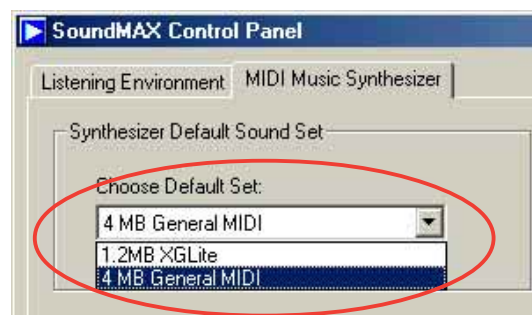 SoundMAX Control Panel
Listening Environment MIDI Music Synthesizer
Synthesizer Default Sound Set
Choose Default Set:
4 MB General MIDI
1.2MB XGLite
4 MB General MIDI